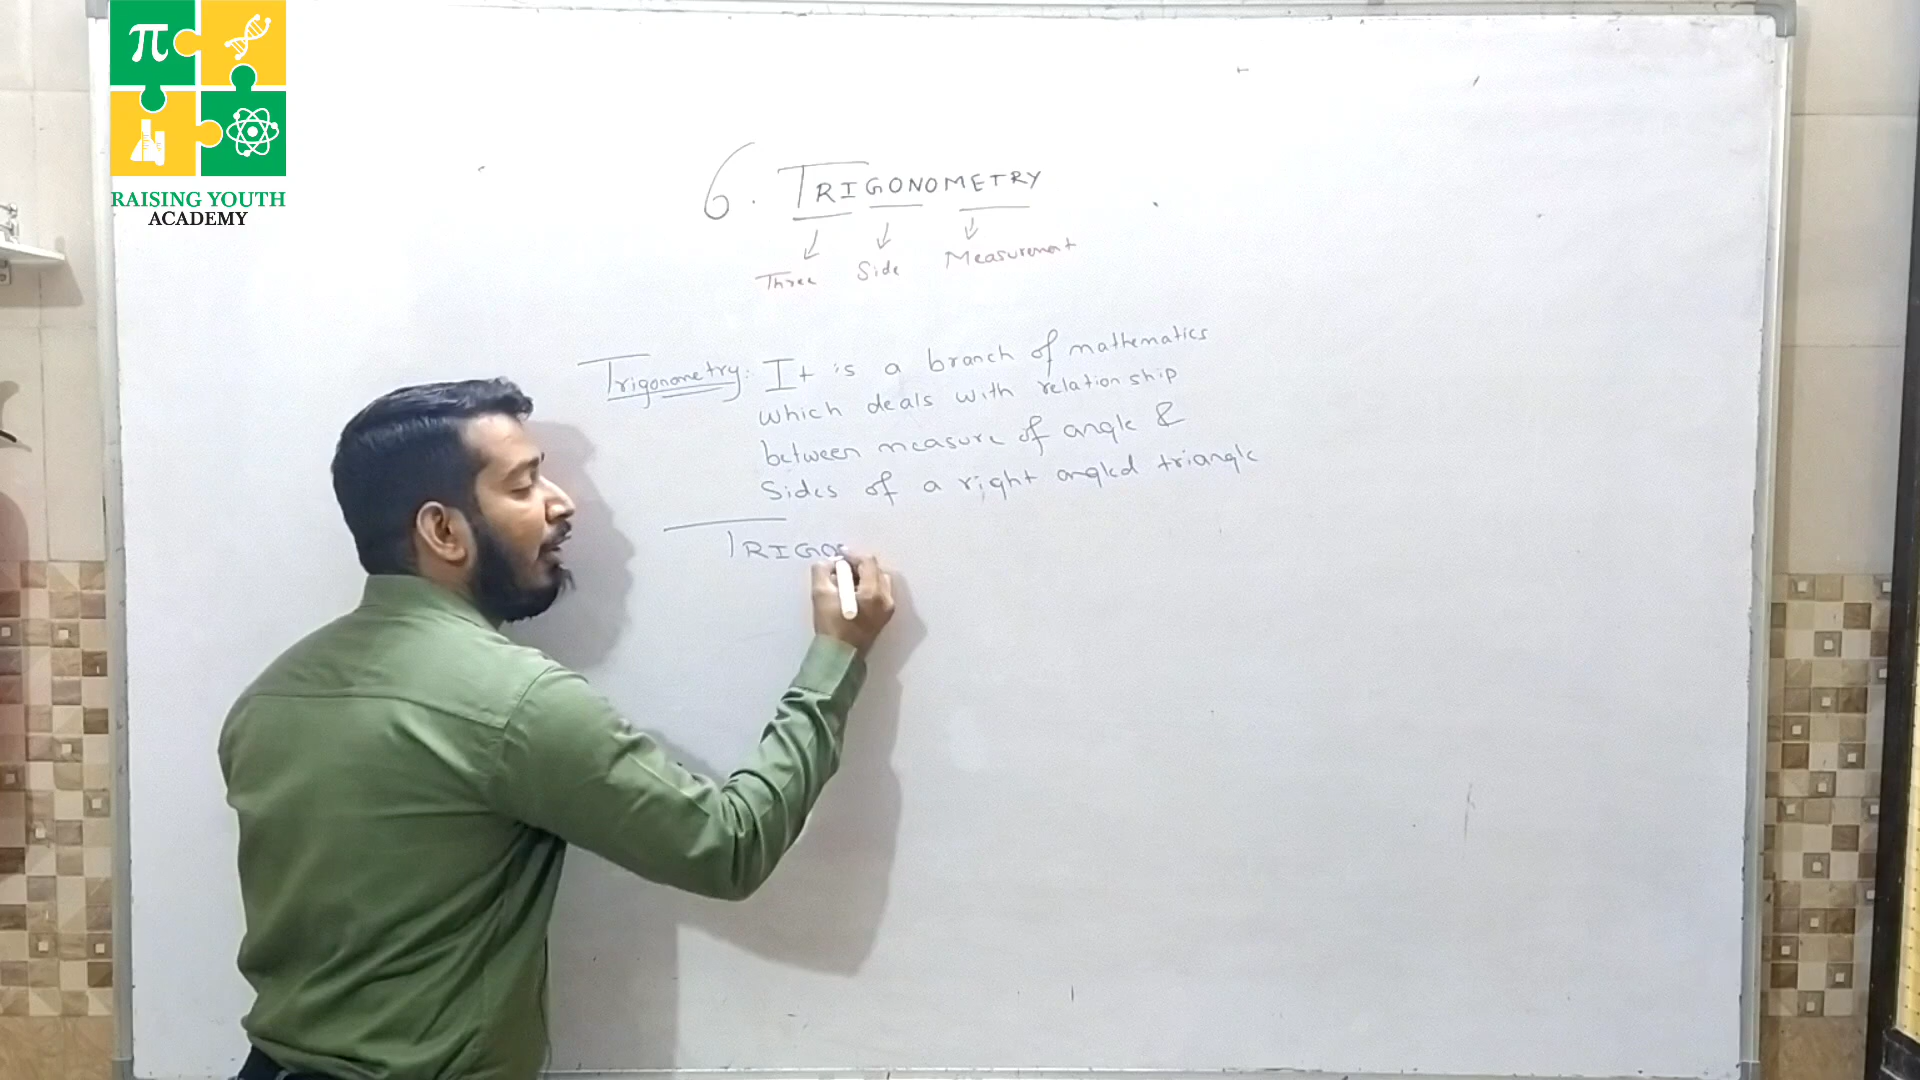 π
RAISING YOUTH
ACADEMY
6. TRIGONOMETRY
Three Side Measurement
Trigonometry: It is a branch of mathematics
which deals with relationship
between measure of angle &
Sides of a right angled triangle
TRIGO